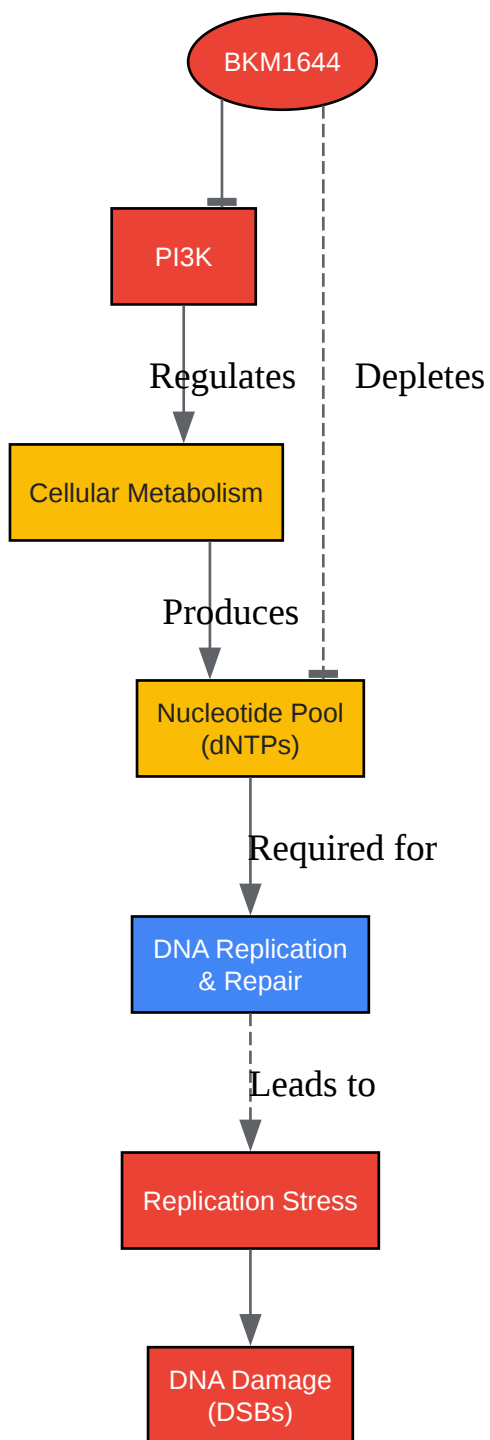 BKM1644
PI3K
Regulates
Depletes
Cellular Metabolism
Produces
Nucleotide Pool
(dNTPs)
Required for
DNA Replication
& Repair
Leads to
Replication Stress
DNA Damage
(DSBs)